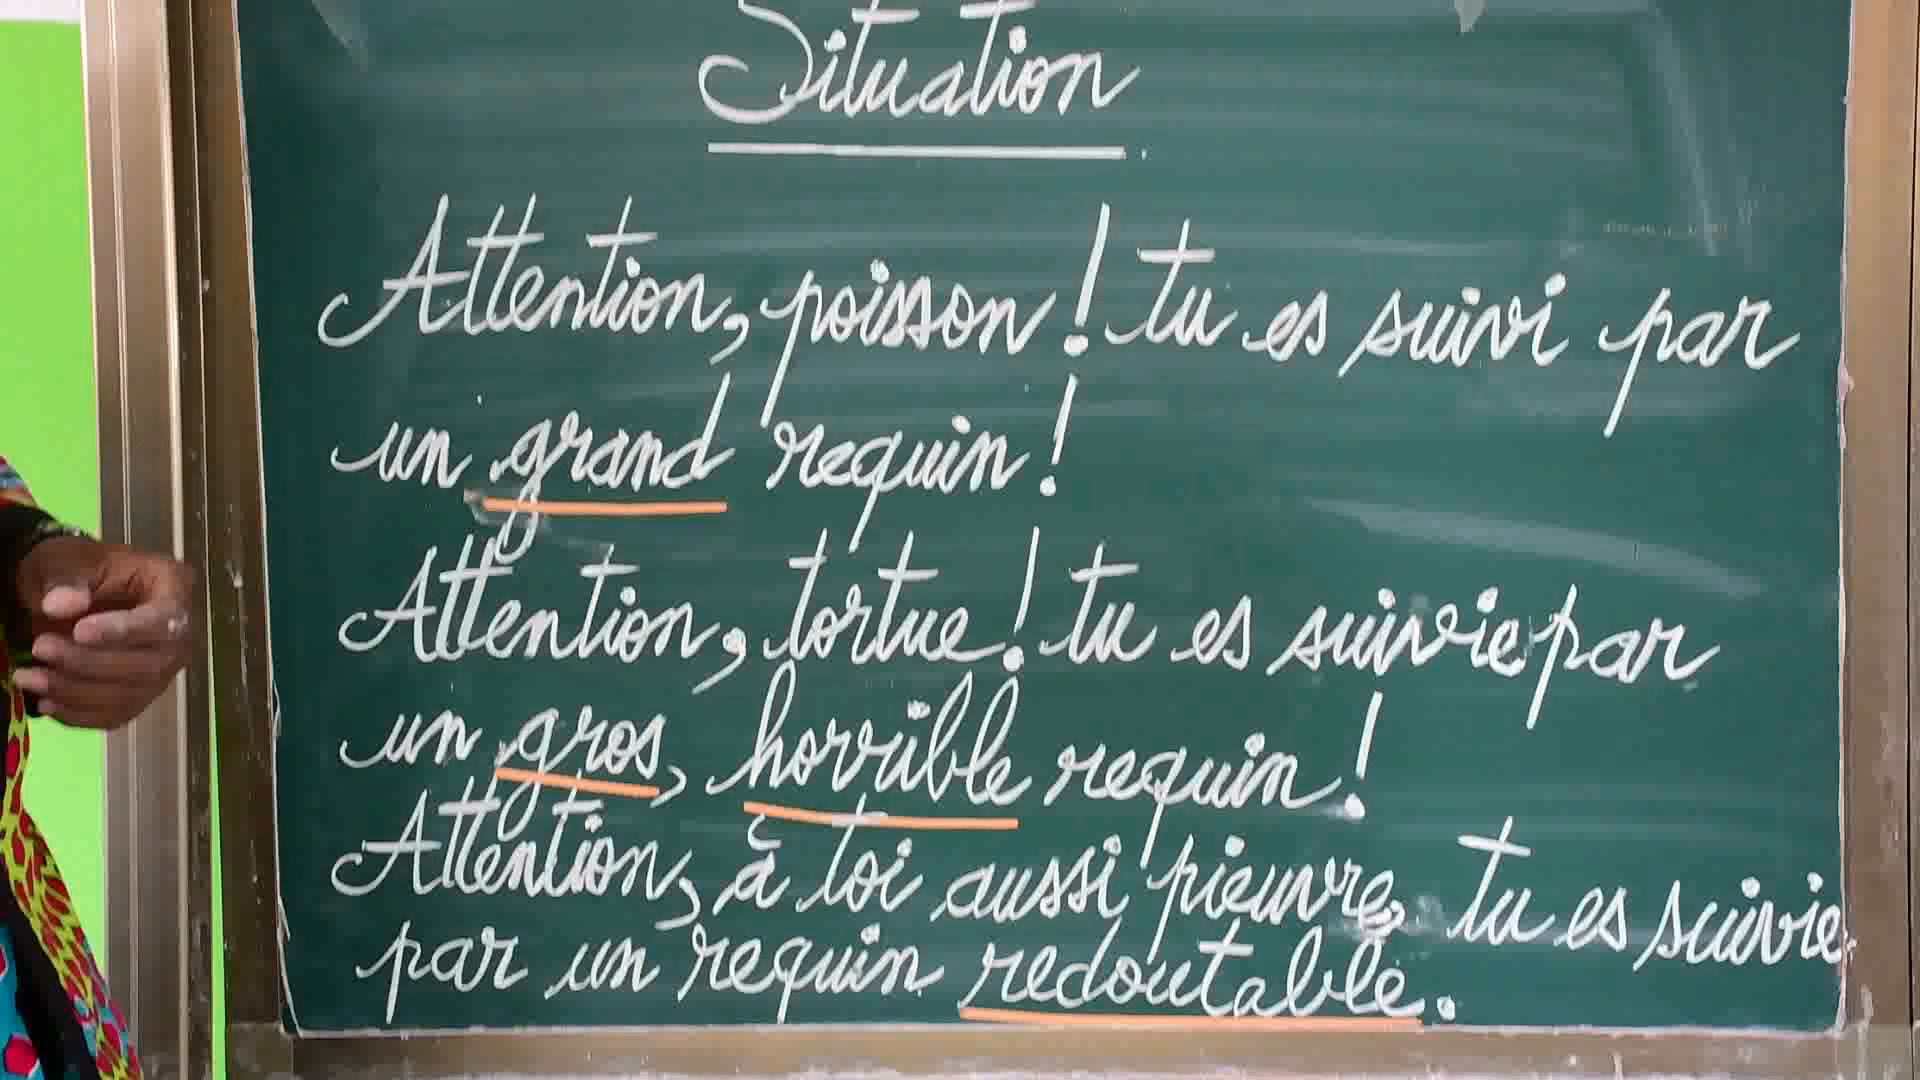 Situation
Attention, poisson! tu es suivi par
un grand requin!
Attention, tortue! tu es suivie par
un gros, horrible requin!
Attention, à toi aussi pieuvre, tu es suivie
par un requin redoutable.